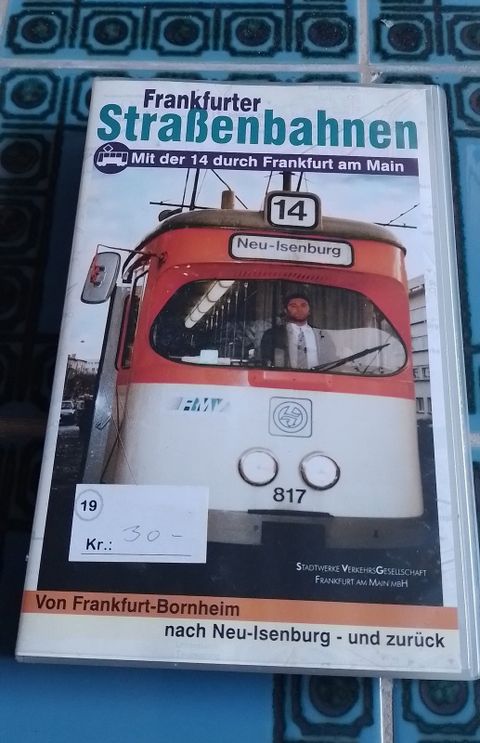 Frankfurter
Straßenbahnen
Mit der 14 durch Frankfurt am Main
14
Neu-Isenburg
FMV
817
19
Kr.: 30-
STADTWERKE VERKEHRSGESELLSCHAFT
FRANKFURT AM MAIN MBH
Von Frankfurt-Bornheim
nach Neu-Isenburg - und zurück